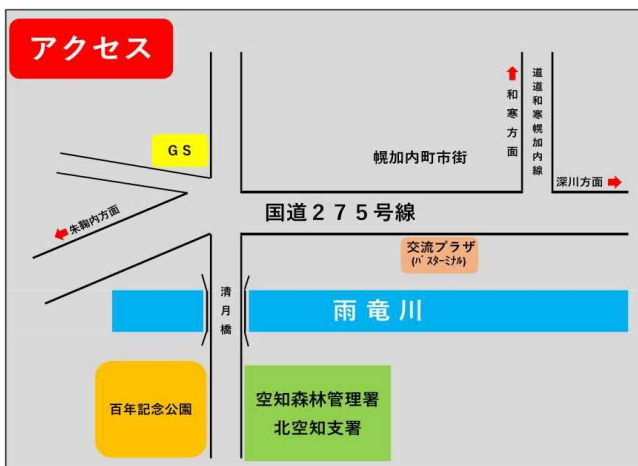 アクセス
GS
幌加内町市街
和寒方面
道道和寒幌加内線
深川方面
朱鞠内方面
国道275号線
交流プラザ
(バスターミナル)
清月橋
雨竜川
百年記念公園
空知森林管理署
北空知支署